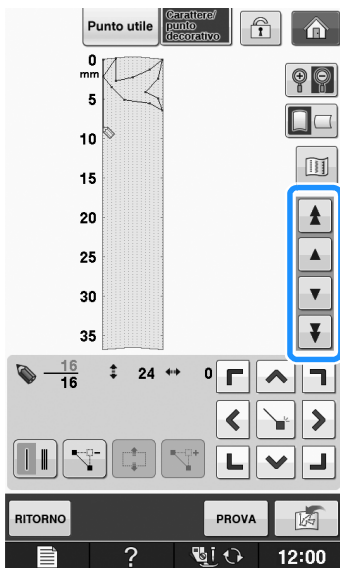 Punto utile
Carattere/
punto
decorativo
0
mm
5
10
15
20
25
30
35
16
16
24
0
RITORNO
PROVA
?
12:00